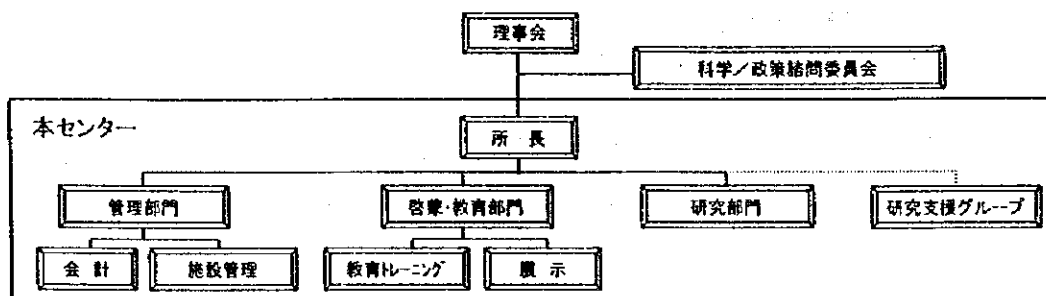 理事会
科学／政策諮問委員会
本センター
所 長
管理部門
啓蒙・教育部門
研究部門
研究支援グループ
会 計
施設管理
教育トレーニング
展 示